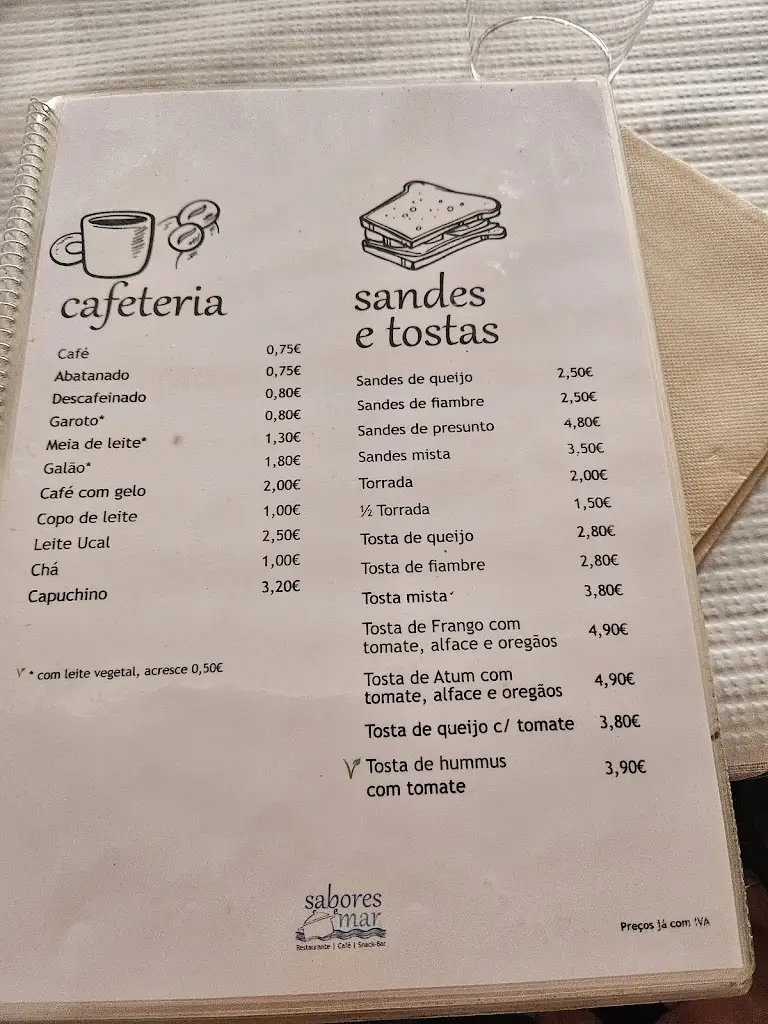 cafeteria
Café 0,75€
Abatanado 0,75€
Descafeinado 0,80€
Garoto* 0,80€
Meia de leite* 1,30€
Galão* 1,80€
Café com gelo 2,00€
Copo de leite 1,00€
Leite Ucal 2,50€
Chá 1,00€
Capuchino 3,20€
* com leite vegetal, acresce 0,50€
sandes
e tostas
Sandes de queijo 2,50€
Sandes de fiambre 2,50€
Sandes de presunto 4,80€
Sandes mista 3,50€
Torrada 2,00€
½ Torrada 1,50€
Tosta de queijo 2,80€
Tosta de fiambre 2,80€
Tosta mista 3,80€
Tosta de Frango com
tomate, alface e oregãos 4,90€
Tosta de Atum com
tomate, alface e oregãos 4,90€
Tosta de queijo c/ tomate 3,80€
Tosta de hummus
com tomate 3,90€
sabores
e mar
Restaurante | Café | Snack-Bar
Preços já com IVA